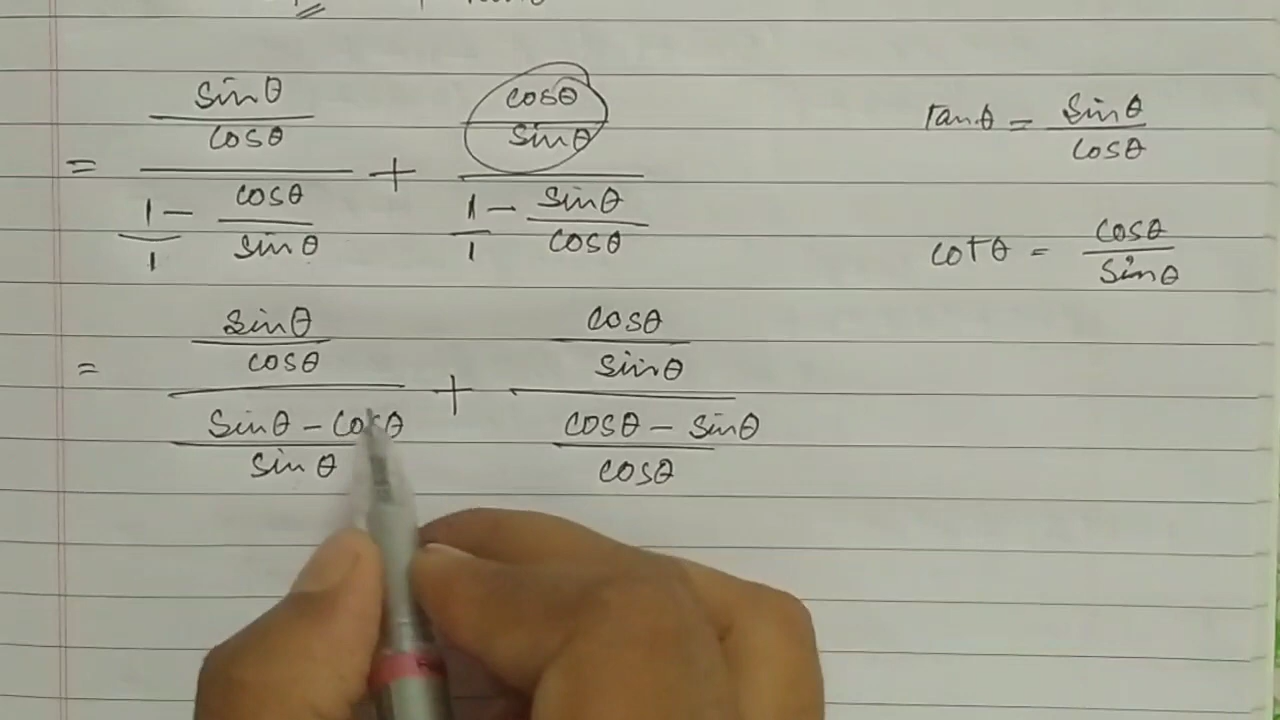 = sinθ/cosθ / 1/1 - cosθ/sinθ + cosθ/sinθ / 1/1 - sinθ/cosθ
tanθ = sinθ/cosθ
cotθ = cosθ/sinθ
= sinθ/cosθ / sinθ - cosθ/sinθ + cosθ/sinθ / cosθ - sinθ/cosθ